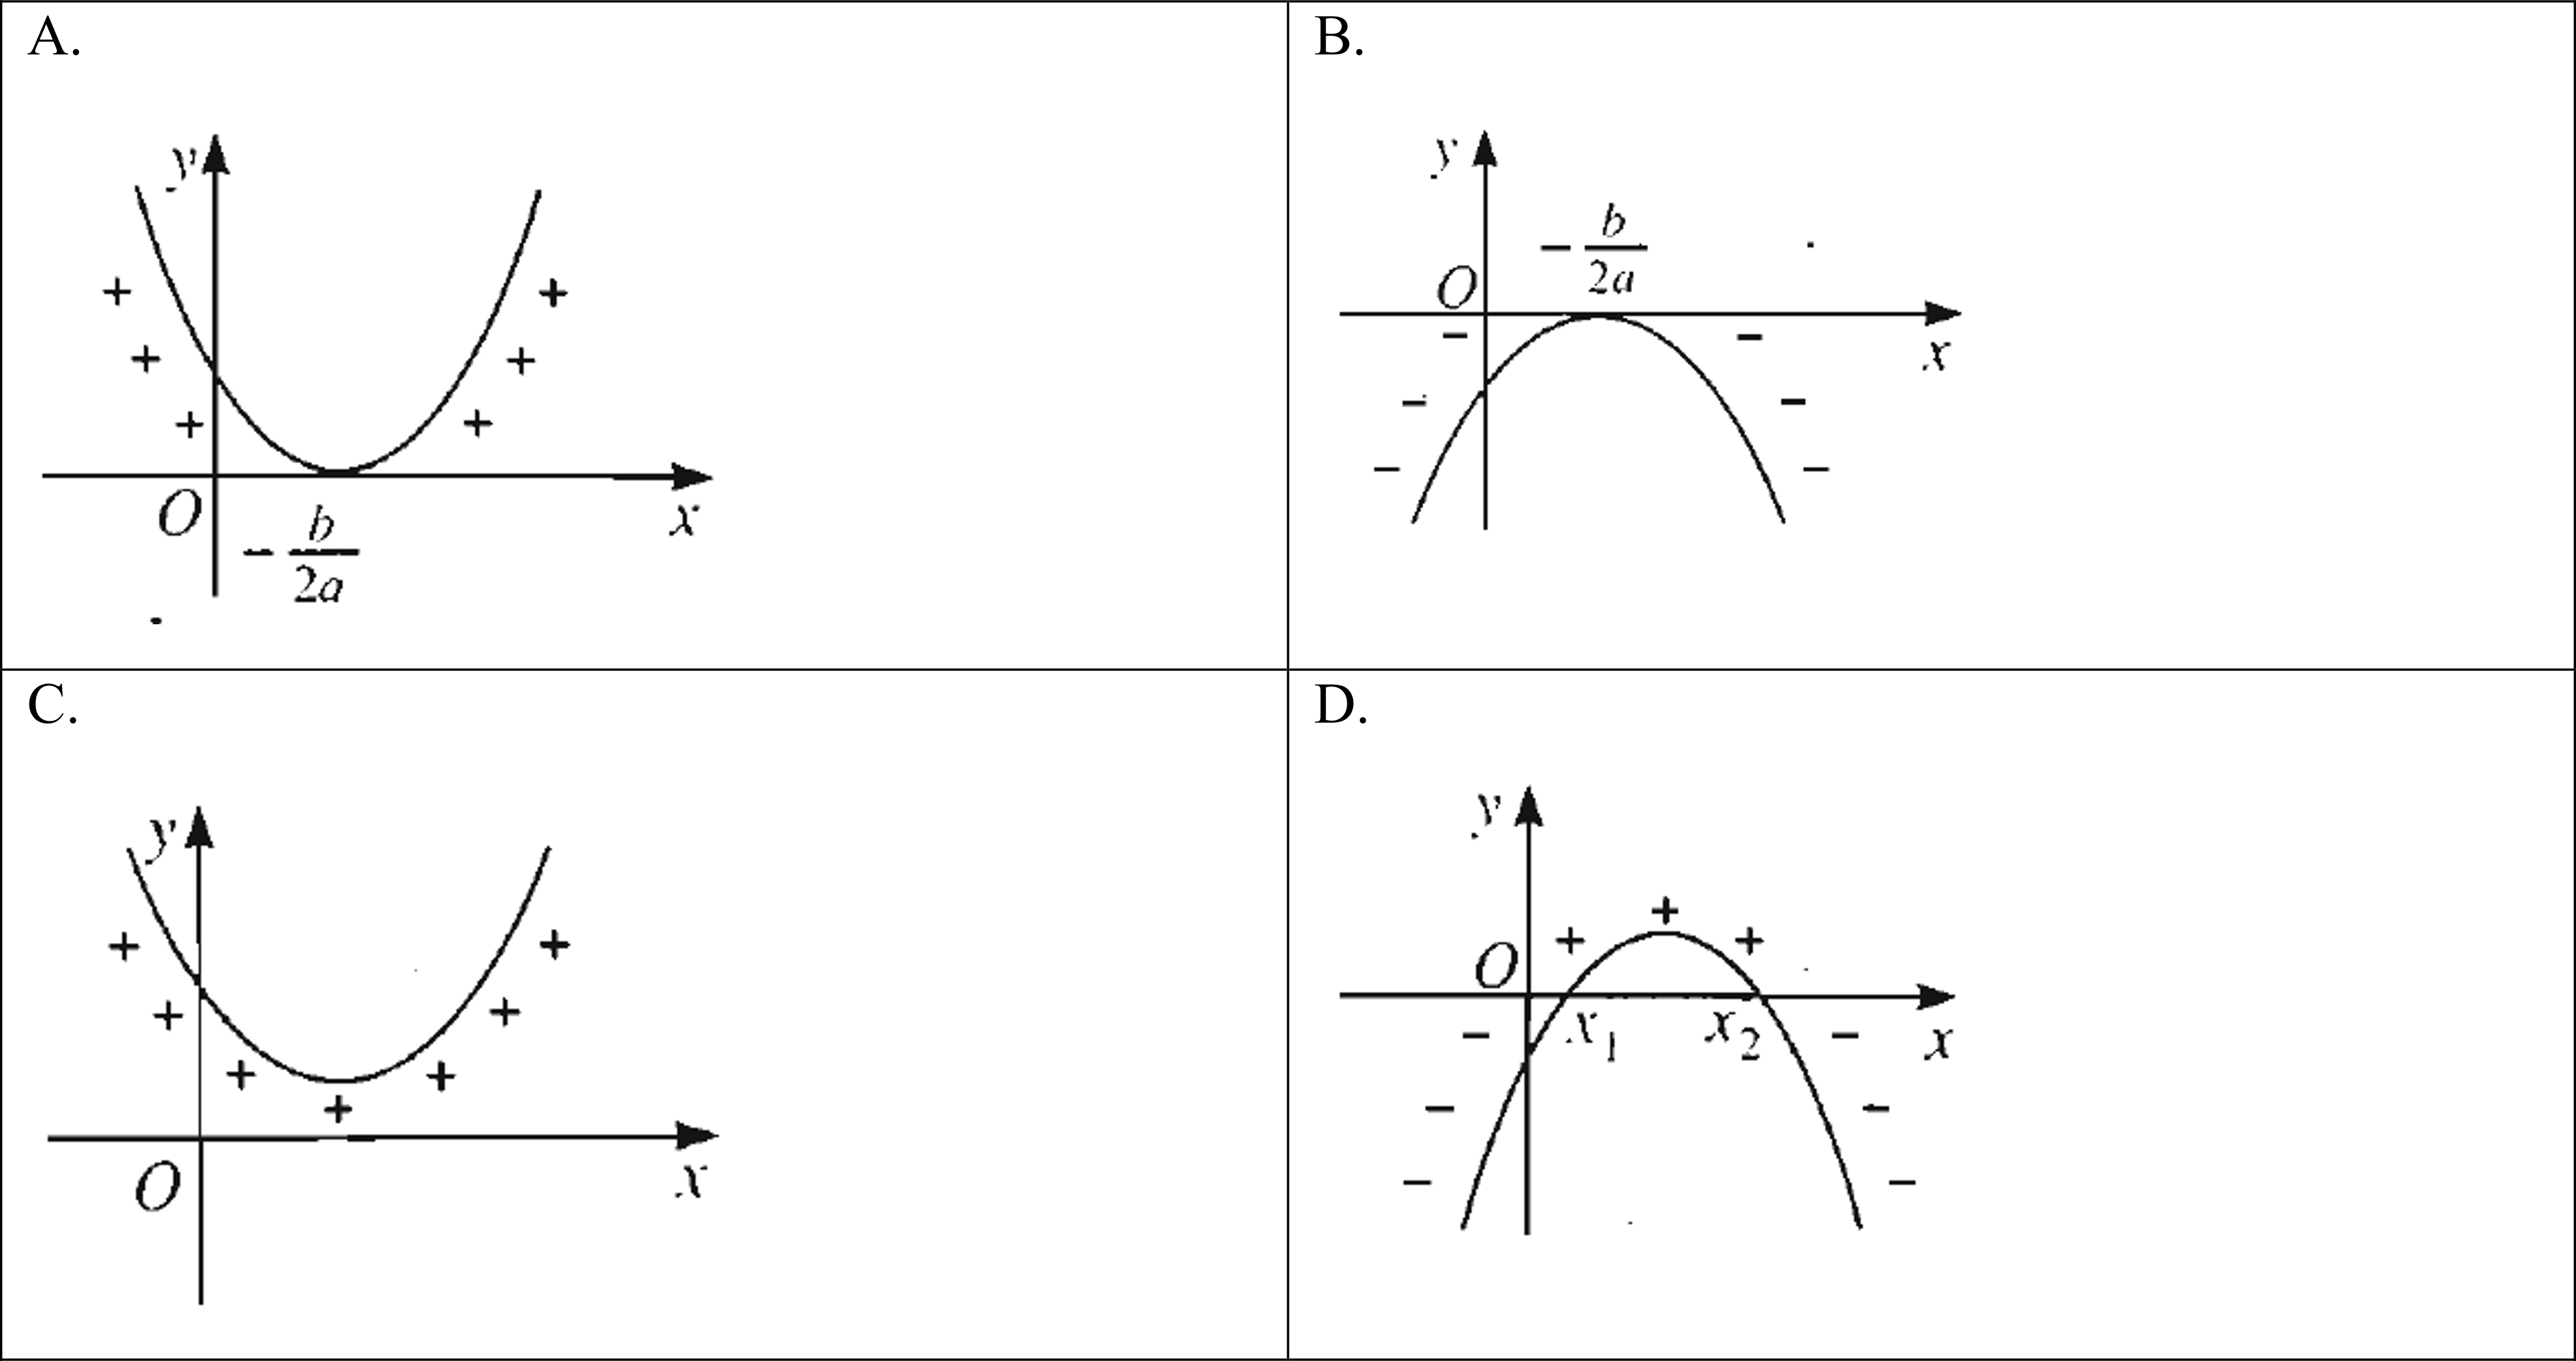 A.
y
+ +
+ +
+ +
O
x
- b/2a
B.
y
- b/2a
O
- -
x
- -
- -
C.
y
+ +
+ +
+ +
+
O
x
D.
y
+
+ +
O
- x₁ x₂ - x
- -
- -